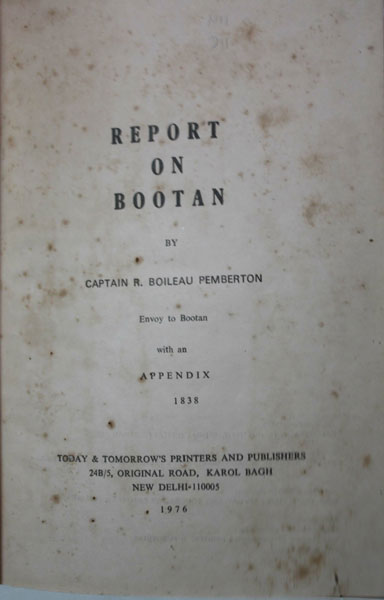 REPORT
ON
BOOTAN
BY
CAPTAIN R. BOILEAU PEMBERTON
Envoy to Bootan
with an
APPENDIX
1838
TODAY & TOMORROW'S PRINTERS AND PUBLISHERS
24B/5, ORIGINAL ROAD, KAROL BAGH
NEW DELHI-110005
1976